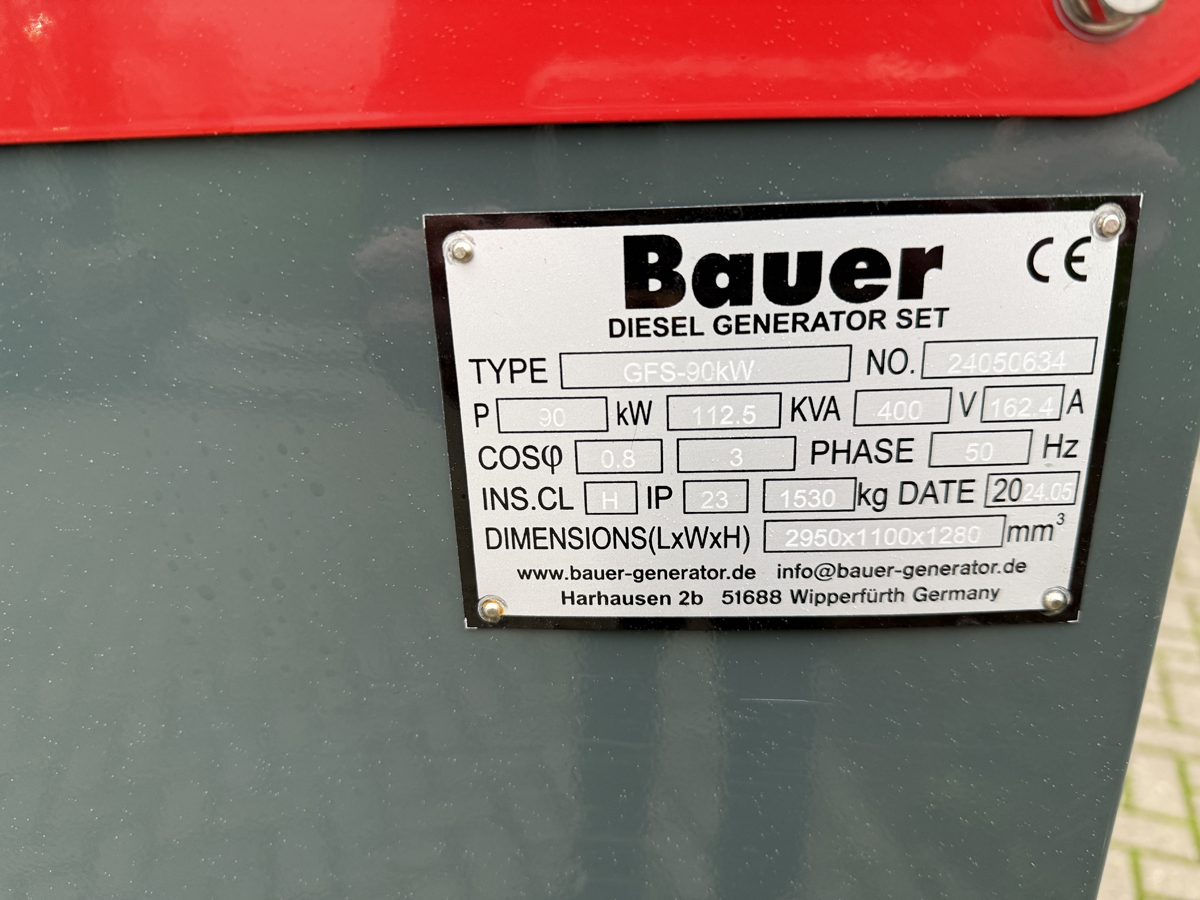 Bauer CE
DIESEL GENERATOR SET
TYPE GFS-90kW NO. 24050634
P 90 kW 112.5 KVA 400 V 162.4 A
COSφ 0.8 3 PHASE 50 Hz
INS.CL H IP 23 1530 kg DATE 2024.05
DIMENSIONS(LxWxH) 2950x1100x1280 mm³
www.bauer-generator.de info@bauer-generator.de
Harhausen 2b 51688 Wipperfürth Germany